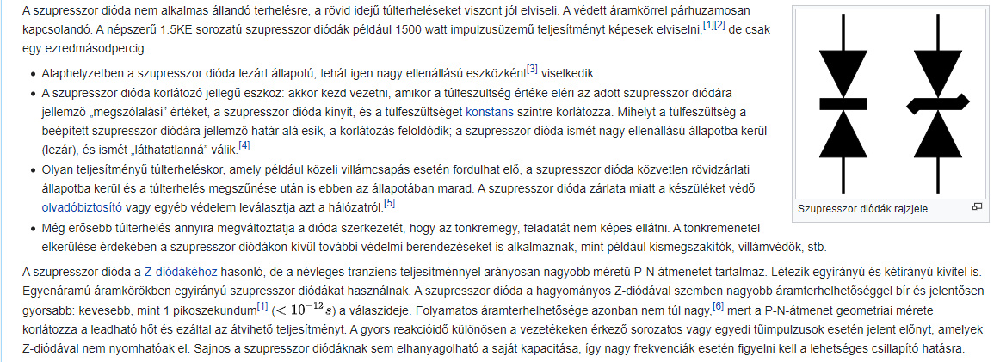 A szupresszor dióda nem alkalmas állandó terhelésre, a rövid idejű túlterheléseket viszont jól elviseli. A védett áramkörrel párhuzamosan
kapcsolandó. A népszerű 1.5KE sorozatú szupresszor diódák például 1500 watt impulzusüzemű teljesítményt képesek elviselni,[1][2] de csak
egy ezredmásodpercig.
• Alaphelyzetben a szupresszor dióda lezárt állapotú, tehát igen nagy ellenállású eszközként[3] viselkedik.
• A szupresszor dióda korlátozó jellegű eszköz: akkor kezd vezetni, amikor a túlfeszültség értéke eléri az adott szupresszor diódára
jellemző „megszólalási” értéket, a szupresszor dióda kinyit, és a túlfeszültséget konstans szintre korlátozza. Mihelyt a túlfeszültség a
beépített szupresszor diódára jellemző határ alá esik, a korlátozás feloldódik; a szupresszor dióda ismét nagy ellenállású állapotba kerül
(lezár), és ismét „láthatatlanná” válik.[4]
• Olyan teljesítményű túlterheléskor, amely például közeli villámcsapás esetén fordulhat elő, a szupresszor dióda közvetlen rövidzárlati
állapotba kerül és a túlterhelés megszűnése után is ebben az állapotában marad. A szupresszor dióda zárlata miatt a készüléket védő
olvadóbiztosító vagy egyéb védelem leválasztja azt a hálózatról.[5]
• Még erősebb túlterhelés annyira megváltoztatja a dióda szerkezetét, hogy az tönkremegy, feladatát nem képes ellátni. A tönkremenetel
elkerülése érdekében a szupresszor diódákon kívül további védelmi berendezéseket is alkalmaznak, mint például kismegszakítók, villámvédők, stb.
Szupresszor diódák rajzjele
A szupresszor dióda a Z-diódákéhoz hasonló, de a névleges tranziens teljesítménnyel arányosan nagyobb méretű P-N átmenetet tartalmaz. Létezik egyirányú és kétirányú kivitel is.
Egyenáramú áramkörökben egyirányú szupresszor diódákat használnak. A szupresszor dióda a hagyományos Z-diódával szemben nagyobb áramterhelhetőséggel bír és jelentősen
gyorsabb: kevesebb, mint 1 pikoszekundum[1] (< 10⁻¹² s) a válaszideje. Folyamatos áramterhelhetősége azonban nem túl nagy,[6] mert a P-N-átmenet geometriai mérete
korlátozza a leadható hőt és ezáltal az átvihető teljesítményt. A gyors reakcióidő különösen a vezetékeken érkező sorozatos vagy egyedi tűimpulzusok esetén jelent előnyt, amelyek
Z-diódával nem nyomhatóak el. Sajnos a szupresszor diódáknak sem elhanyagolható a saját kapacitása, így nagy frekvenciák esetén figyelni kell a lehetséges csillapító hatásra.